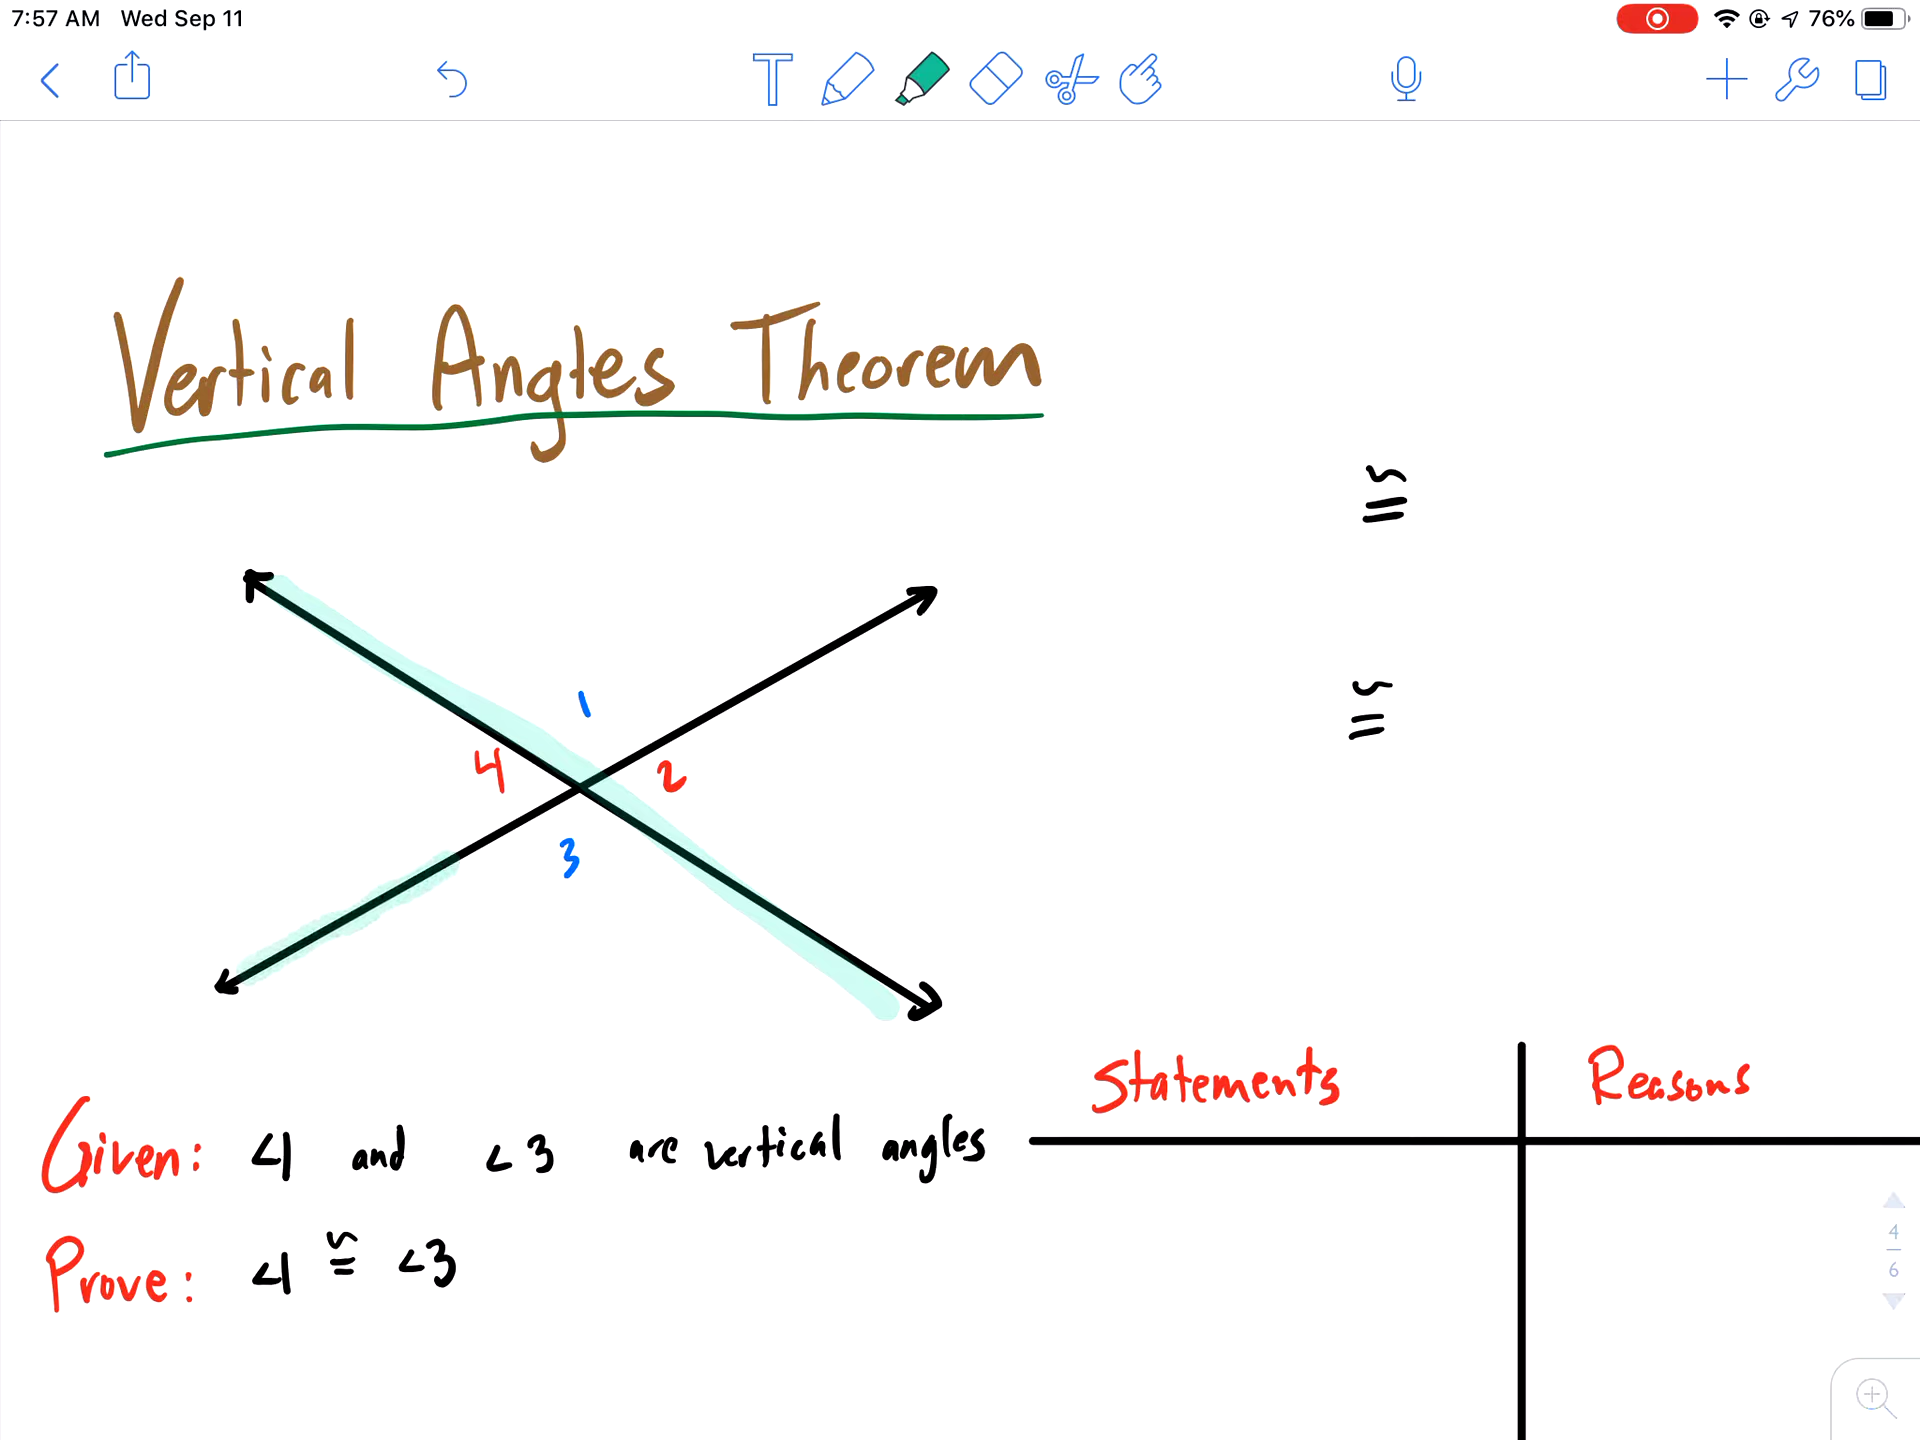 7:57 AM Wed Sep 11 76%
T
Vertical Angles Theorem
≅
1
≅
4 2
3
Statements Reasons
Given: <1 and <3 are vertical angles
Prove: <1 ≅ <3
4
6